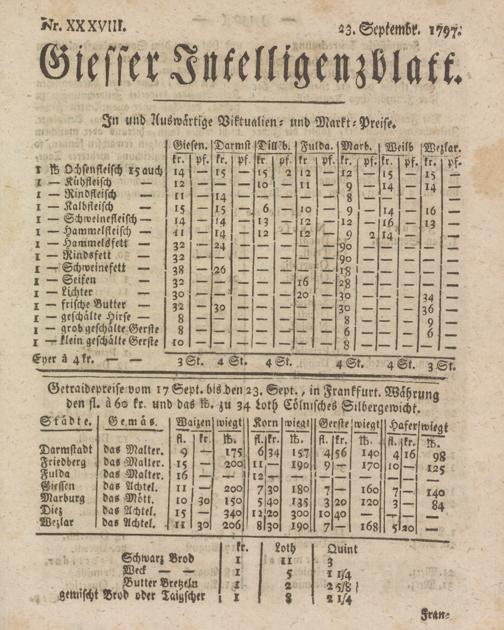 Nr. XXXVIII. 23. Septembr. 1797.
Giesser Intelligenzblatt.
In und Auswärtige Viktualien- und Markt-Preise.
Giesen. Darmst Dillb. Fulda. Marb. Weilb Wezlar.
kr. pf. kr. pf. kr. pf. kr. pf. kr. pf. kr. pf. kr. pf.
1 ℔ Ochsenfleisch 15 auch 14 — 15 — 15 2 12 — 12 — 15 — 15 —
1 — Kühfleisch — 12 — — — 10 — 11 — 9 — 14 — 14 —
1 — Rindfleisch — 11 — 14 — — — — — 8 — — — — —
1 — Kalbfleisch — 15 — 15 — 6 — 10 — 9 — 14 — 16 —
1 — Schweinefleisch 14 — 14 — 13 — 12 — 12 — 16 — 13 —
1 — Hammelfleisch — 11 — 14 — 12 — 12 — 9 2 14 — — —
1 — Hammelsfett — 32 — 24 — — — — — 90 — — — — —
1 — Rindsfett — 32 — — — — — — — 90 — — — — —
1 — Schweinefett — 38 — 26 — — — — — 18 — — — — —
1 — Seifen — 32 — — — — — 16 — 28 — — — — —
1 — Lichter — 30 — — — — — 20 — 30 — — — 34 —
1 — frische Butter — 32 — 30 — — — — — 30 — — — 36 —
1 — geschälte Hirse — 8 — — — — — — — 8 — — — 9 —
1 — grob geschälte Gerste 8 — — — — — — — 6 — — — 6 —
1 — klein geschälte Gerste 10 — — — — — — — 8 — — — 8 —
Eyer à 4 kr. — — 3 St. 4 St. 4 St. 4 St. 4 St. 3 St.
Getraidepreise vom 17 Sept. bis den 23. Sept., in Frankfurt. Währung
den fl. à 60 kr. und das ℔. zu 34 Loth Cölnisches Silbergewicht.
Städte. Gemäs. Waizen wiegt Korn wiegt Gerste wiegt Hafer wiegt
fl. kr. ℔. fl. kr. ℔. fl. kr. ℔. fl. kr. ℔.
Darmstadt das Malter. 9 — 175 6 34 157 4 56 140 4 16 98
Friedberg das Malter. 15 — 200 11 — 190 9 — 170 10 — 125
Fulda das Malter. 16 — — 12 — — — — — — — —
Giessen das Achtel. 11 — 200 7 30 180 7 — 160 7 — 140
Marburg das Mött. 10 30 150 5 40 135 3 20 120 3 — 84
Diez das Achtel. 15 — 340 12 20 300 10 40 — — — —
Wezlar das Achtel. 11 30 206 8 30 190 7 — 168 5 20 —
kr. Loth Quint
Schwarz Brod 1 11 3
Weck — — 1 5 1 1/4
Butter Bretzeln 1 2 2 5/8
gemischt Brod oder Taigscher 1 8 2 1/4
Fran-